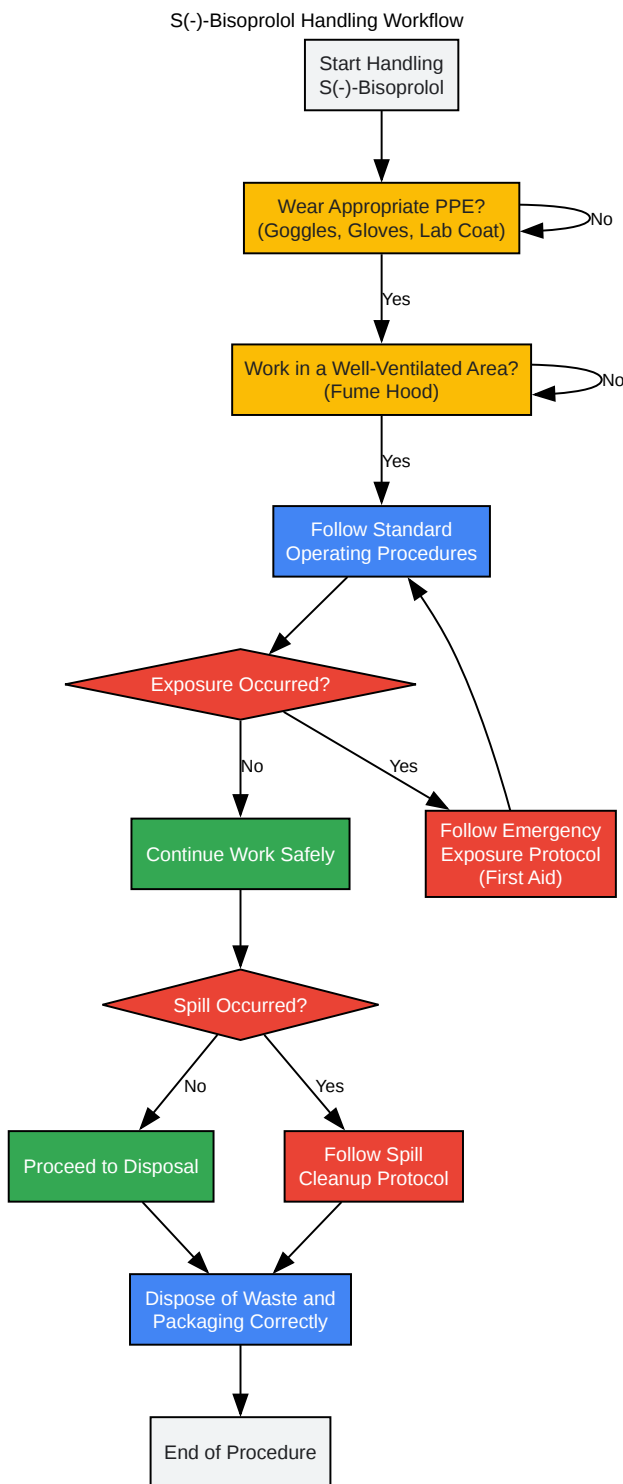 S(-)-Bisoprolol Handling Workflow
Start Handling
S(-)-Bisoprolol
Wear Appropriate PPE?
(Goggles, Gloves, Lab Coat)
No
Yes
Work in a Well-Ventilated Area?
(Fume Hood)
No
Yes
Follow Standard
Operating Procedures
Exposure Occurred?
No
Yes
Continue Work Safely
Follow Emergency
Exposure Protocol
(First Aid)
Spill Occurred?
No
Yes
Proceed to Disposal
Follow Spill
Cleanup Protocol
Dispose of Waste and
Packaging Correctly
End of Procedure